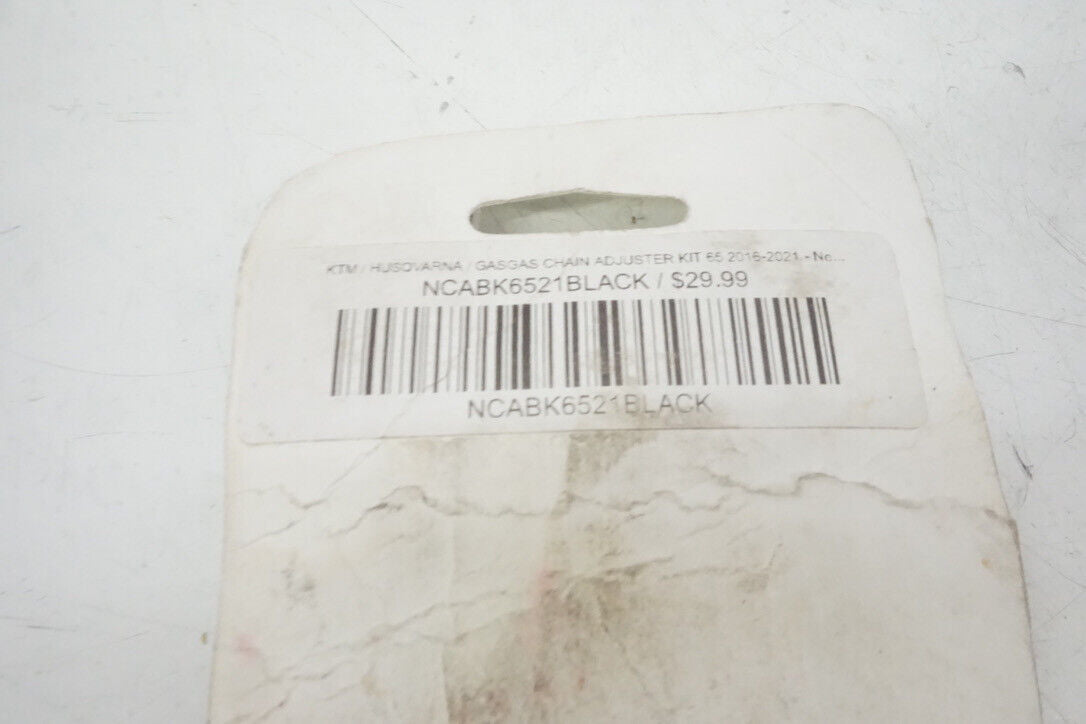 KTM / HUSQVARNA / GASGAS CHAIN ADJUSTER KIT 65 2016-2021 - Ne...
NCABK6521BLACK / $29.99
NCABK6521BLACK